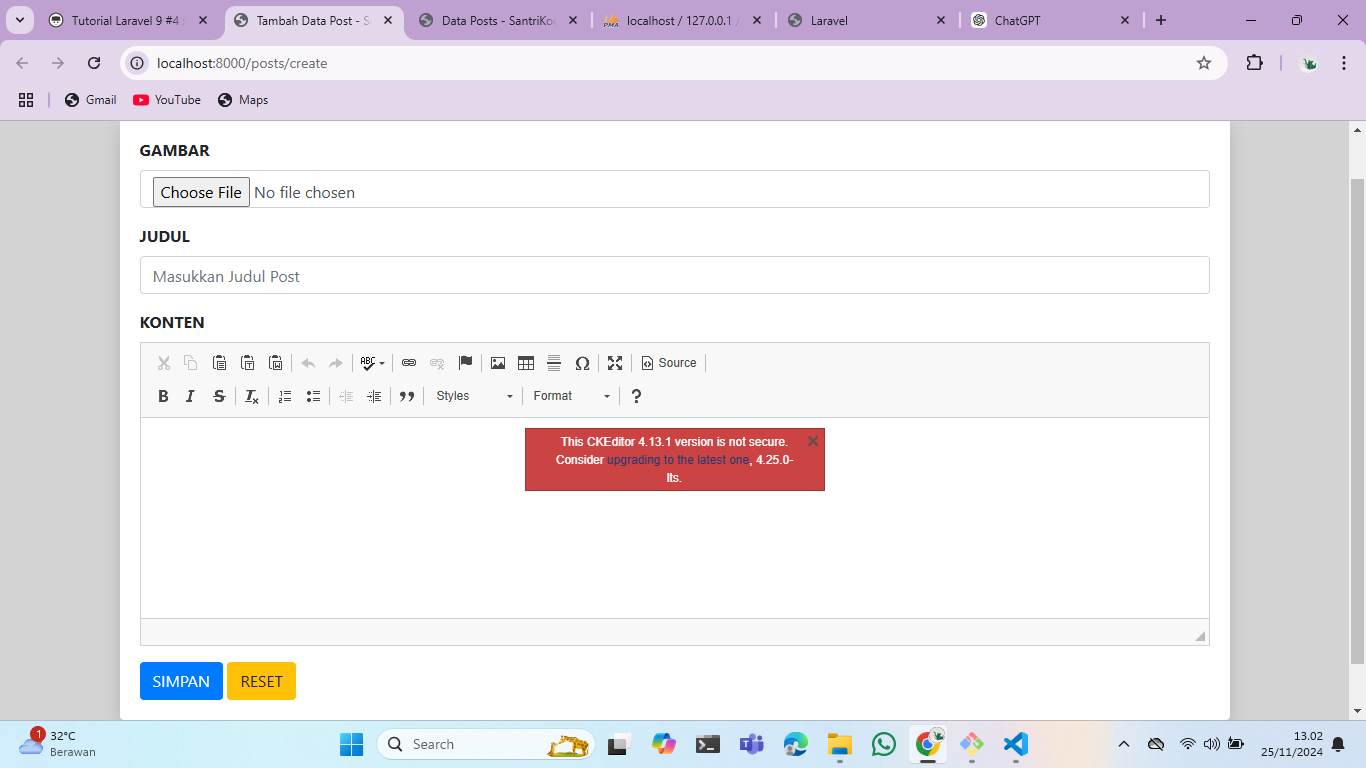 Tutorial Laravel 9 #4
Tambah Data Post - S
Data Posts - SantriKo
localhost / 127.0.0.1 /
Laravel
ChatGPT
localhost:8000/posts/create
Gmail
YouTube
Maps
GAMBAR
Choose File No file chosen
JUDUL
Masukkan Judul Post
KONTEN
ABC
Source
B I S Tx Styles Format ?
This CKEditor 4.13.1 version is not secure.
Consider upgrading to the latest one, 4.25.0-
lts.
SIMPAN RESET
1
32°C
Berawan
Search
13.02
25/11/2024